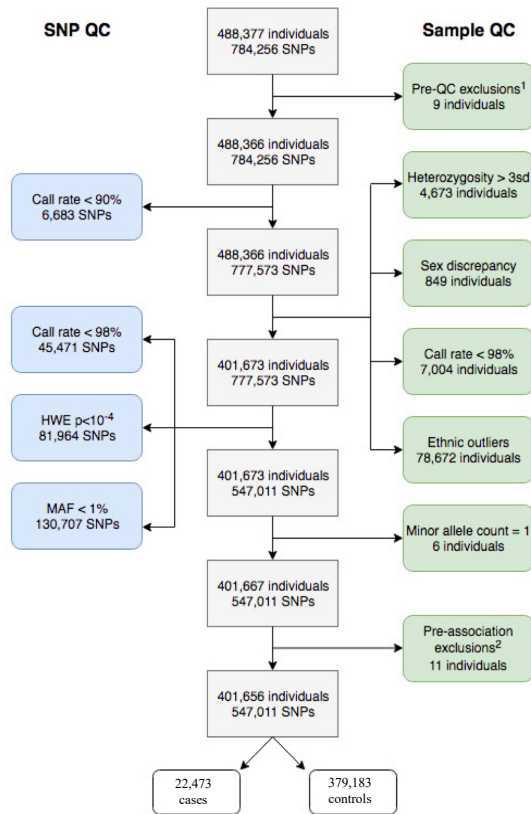 SNP QC
Sample QC
488,377 individuals
784,256 SNPs
Pre-QC exclusions¹
9 individuals
488,366 individuals
784,256 SNPs
Heterozygosity > 3sd
4,673 individuals
Call rate < 90%
6,683 SNPs
488,366 individuals
777,573 SNPs
Sex discrepancy
849 individuals
Call rate < 98%
45,471 SNPs
Call rate < 98%
7,004 individuals
401,673 individuals
777,573 SNPs
HWE p<10⁻⁴
81,964 SNPs
Ethnic outliers
78,672 individuals
401,673 individuals
547,011 SNPs
MAF < 1%
130,707 SNPs
Minor allele count = 1
6 individuals
401,667 individuals
547,011 SNPs
Pre-association
exclusions²
11 individuals
401,656 individuals
547,011 SNPs
22,473
cases
379,183
controls